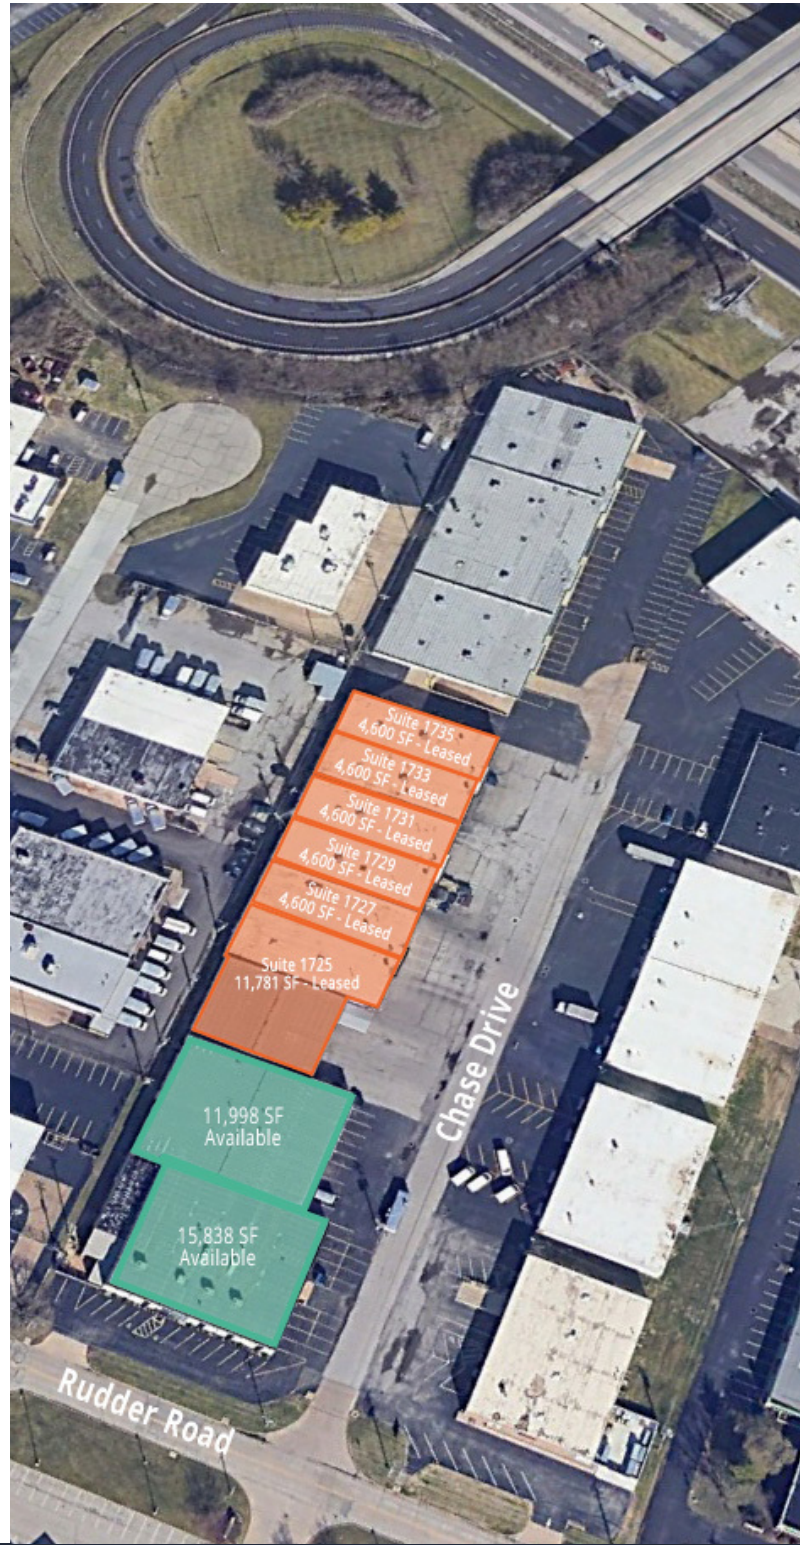 Suite 1735
4,600 SF - Leased
Suite 1733
4,600 SF - Leased
Suite 1731
4,600 SF - Leased
Suite 1729
4,600 SF - Leased
Suite 1727
4,600 SF - Leased
Suite 1725
11,781 SF - Leased
Chase Drive
11,998 SF
Available
15,838 SF
Available
Rudder Road